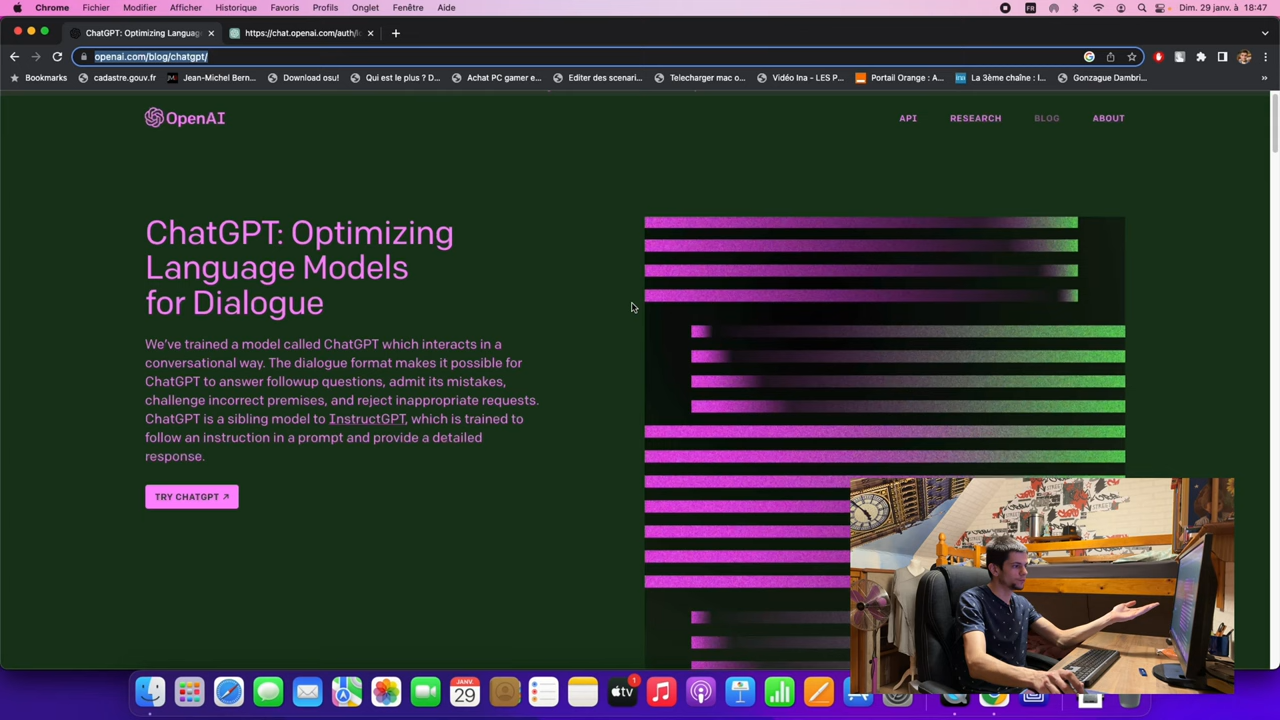 Chrome Fichier Modifier Afficher Historique Favoris Profils Onglet Fenêtre Aide FR Dim. 29 janv. à 18:47
ChatGPT: Optimizing Languag
https://chat.openai.com/auth/l
openai.com/blog/chatgpt/
Bookmarks cadastre.gouv.fr Jean-Michel Bern... Download osu! Qui est le plus ? D... Achat PC gamer e... Editer des scenari... Telecharger mac o... Vidéo Ina – LES P... Portail Orange : A... La 3ème chaîne : l... Gonzague Dambri...
OpenAI API RESEARCH BLOG ABOUT
ChatGPT: Optimizing
Language Models
for Dialogue
We've trained a model called ChatGPT which interacts in a
conversational way. The dialogue format makes it possible for
ChatGPT to answer followup questions, admit its mistakes,
challenge incorrect premises, and reject inappropriate requests.
ChatGPT is a sibling model to InstructGPT, which is trained to
follow an instruction in a prompt and provide a detailed
response.
TRY CHATGPT ↗
STREET
JANV.
29
tv
1